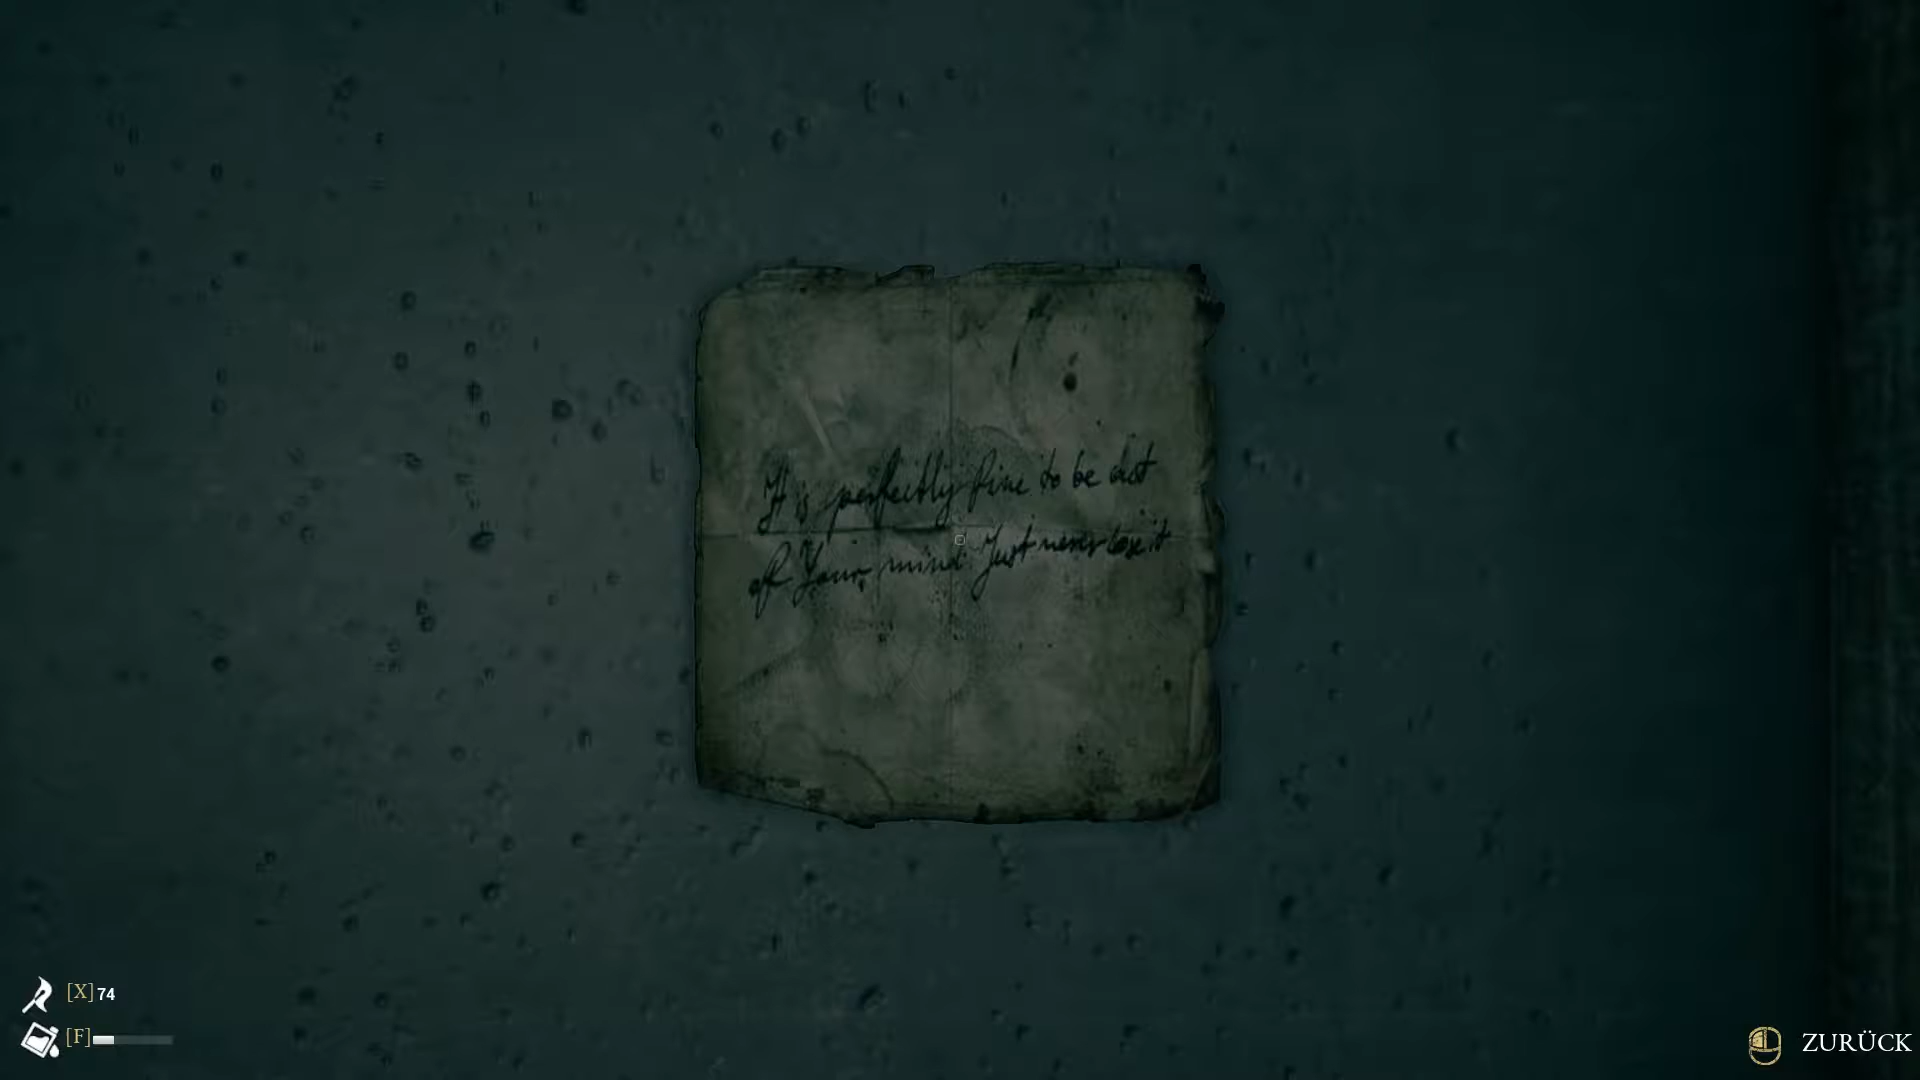 It is perfectly fine to be out
of Your mind. Just never lose it
[X] 74
[F]
ZURÜCK